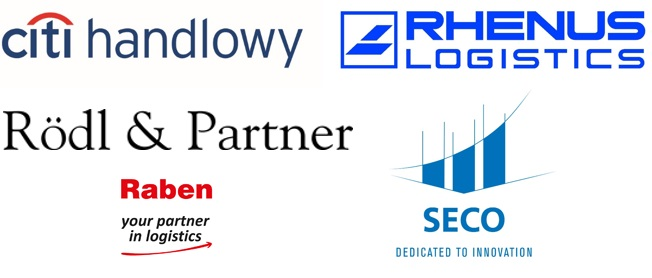 citi handlowy
RHENUS
LOGISTICS
Rödl & Partner
Raben
your partner
in logistics
SECO
DEDICATED TO INNOVATION